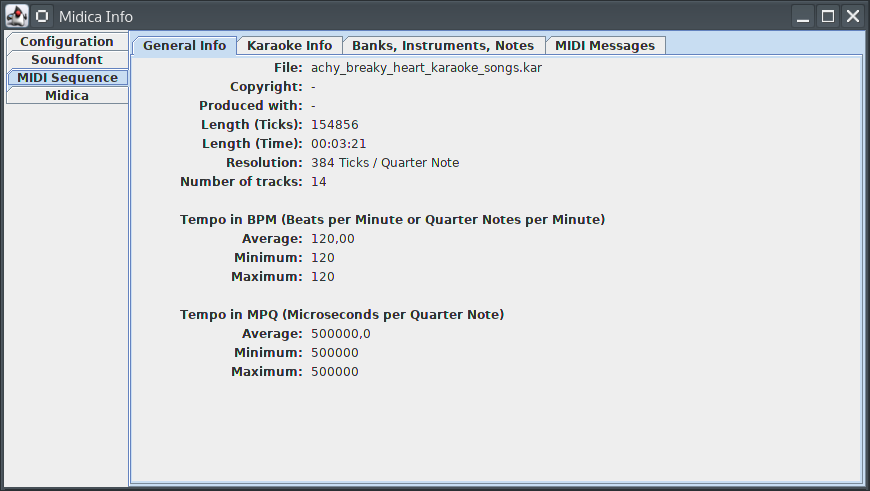 Midica Info
Configuration
Soundfont
MIDI Sequence
Midica
General Info Karaoke Info Banks, Instruments, Notes MIDI Messages
File: achy_breaky_heart_karaoke_songs.kar
Copyright: -
Produced with: -
Length (Ticks): 154856
Length (Time): 00:03:21
Resolution: 384 Ticks / Quarter Note
Number of tracks: 14
Tempo in BPM (Beats per Minute or Quarter Notes per Minute)
Average: 120,00
Minimum: 120
Maximum: 120
Tempo in MPQ (Microseconds per Quarter Note)
Average: 500000,0
Minimum: 500000
Maximum: 500000